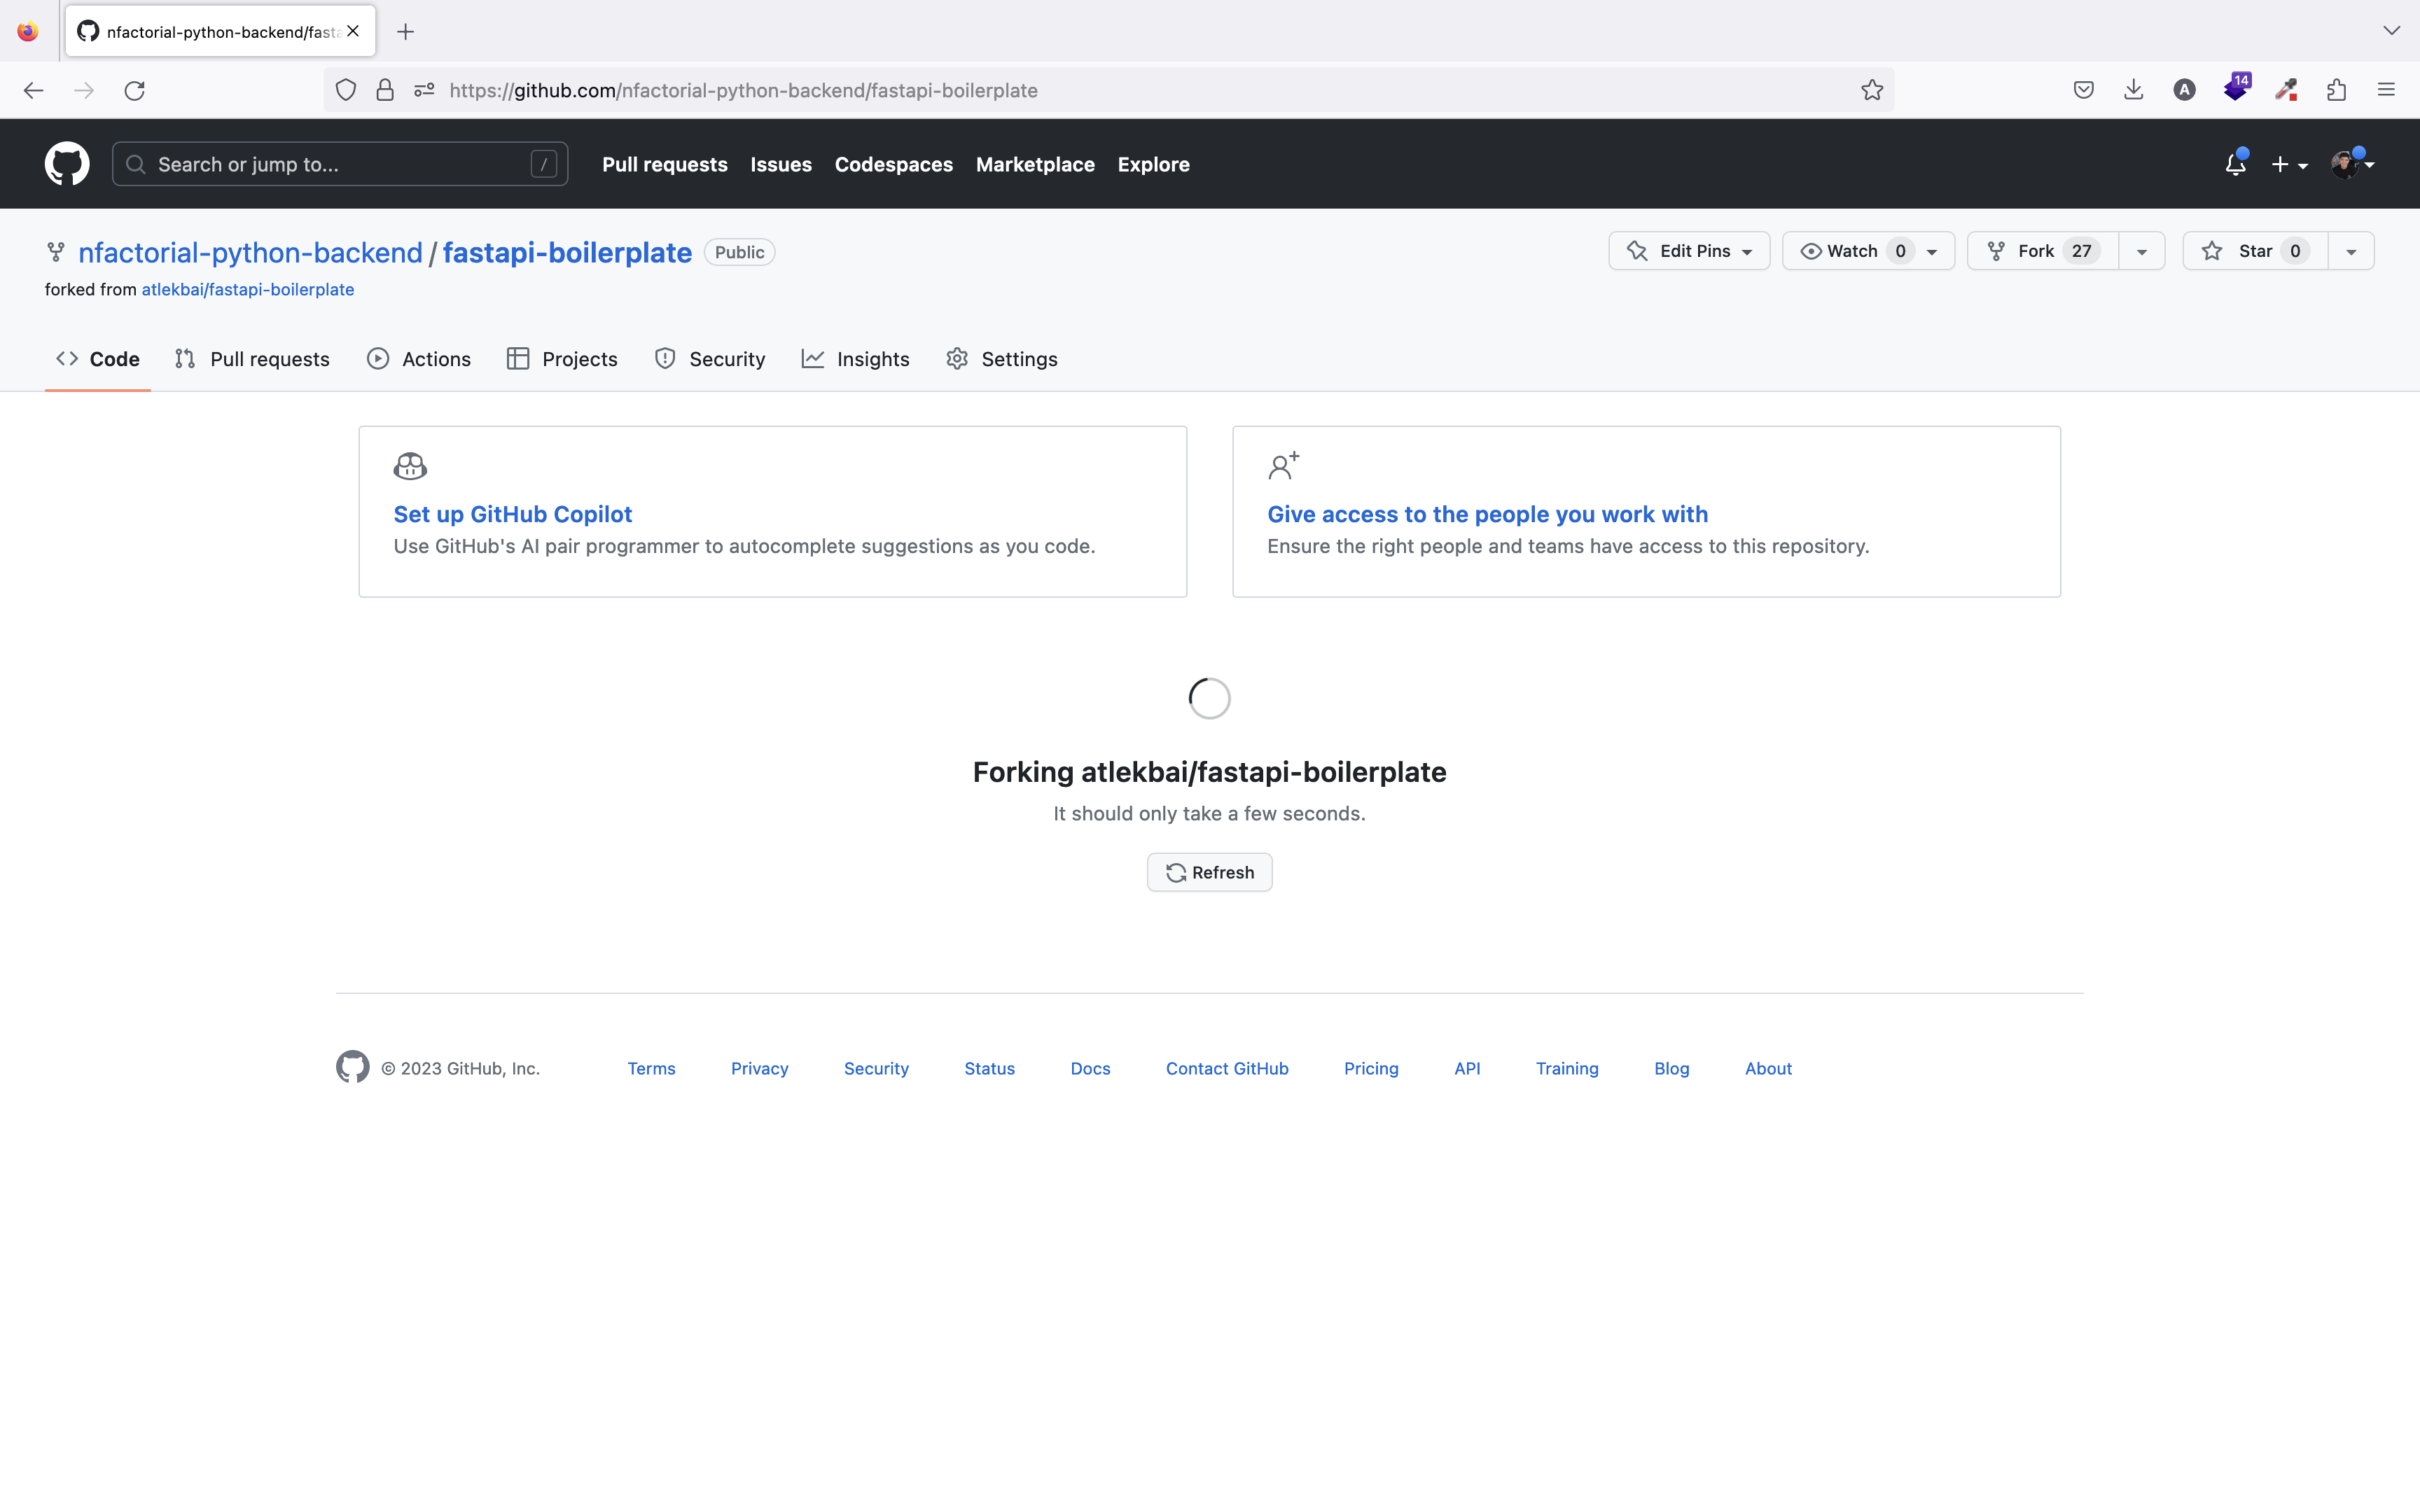 nfactorial-python-backend/fast
https://github.com/nfactorial-python-backend/fastapi-boilerplate
A
14
Search or jump to...
/
Pull requests
Issues
Codespaces
Marketplace
Explore
nfactorial-python-backend / fastapi-boilerplate
Public
Edit Pins
Watch 0
Fork 27
Star 0
forked from atlekbai/fastapi-boilerplate
Code
Pull requests
Actions
Projects
Security
Insights
Settings
Set up GitHub Copilot
Use GitHub's AI pair programmer to autocomplete suggestions as you code.
Give access to the people you work with
Ensure the right people and teams have access to this repository.
Forking atlekbai/fastapi-boilerplate
It should only take a few seconds.
Refresh
© 2023 GitHub, Inc.
Terms
Privacy
Security
Status
Docs
Contact GitHub
Pricing
API
Training
Blog
About